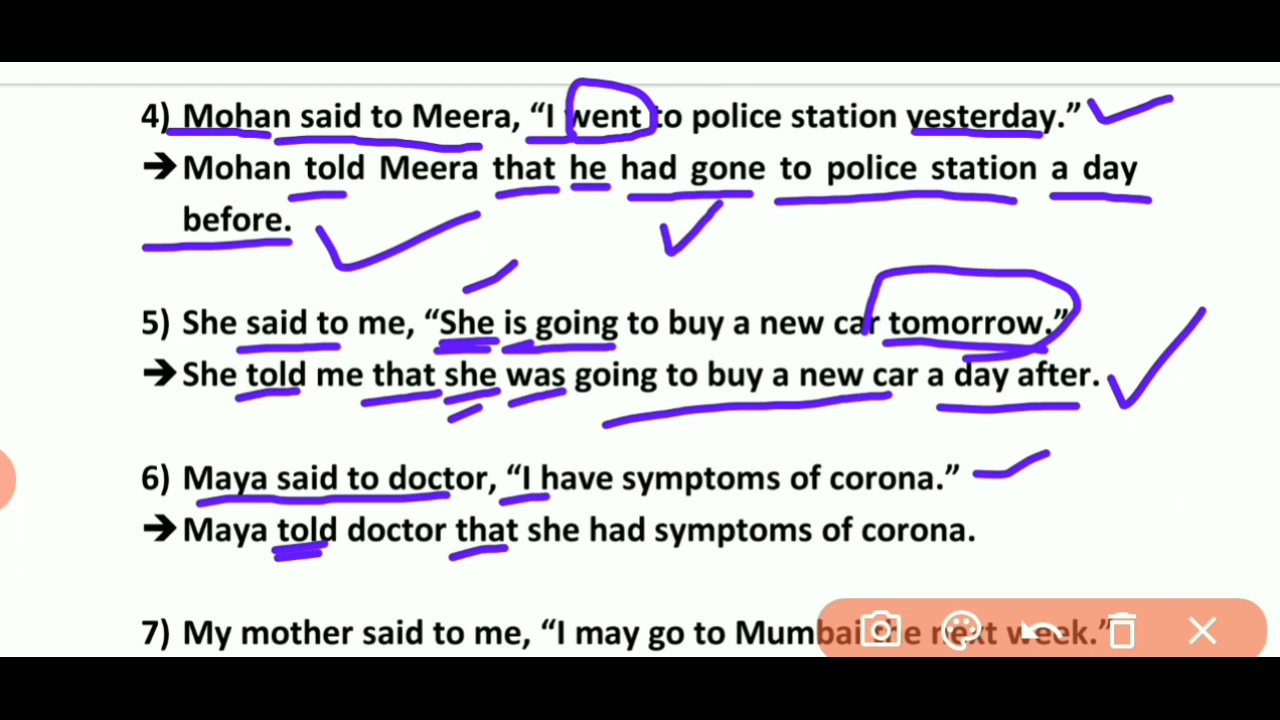 4) Mohan said to Meera, “I went to police station yesterday.”
➔ Mohan told Meera that he had gone to police station a day
before.
5) She said to me, “She is going to buy a new car tomorrow.”
➔ She told me that she was going to buy a new car a day after.
6) Maya said to doctor, “I have symptoms of corona.”
➔ Maya told doctor that she had symptoms of corona.
7) My mother said to me, “I may go to Mumbai the next week.”